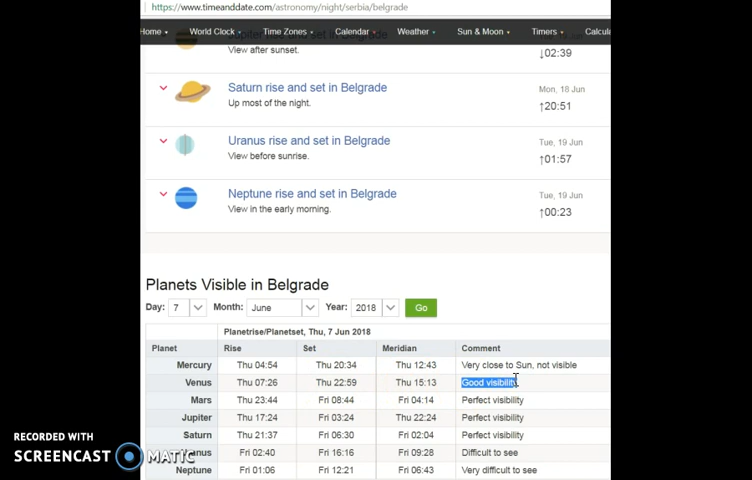 https://www.timeanddate.com/astronomy/night/serbia/belgrade
Home World Clock Time Zones Calendar Weather Sun & Moon Timers Calcula
View after sunset.
↓02:39
Saturn rise and set in Belgrade
Up most of the night.
Mon, 18 Jun
↑20:51
Uranus rise and set in Belgrade
View before sunrise.
Tue, 19 Jun
↑01:57
Neptune rise and set in Belgrade
View in the early morning.
Tue, 19 Jun
↑00:23
Planets Visible in Belgrade
Day: 7 Month: June Year: 2018 Go
Planetrise/Planetset, Thu, 7 Jun 2018
Planet Rise Set Meridian Comment
Mercury Thu 04:54 Thu 20:34 Thu 12:43 Very close to Sun, not visible
Venus Thu 07:26 Thu 22:59 Thu 15:13 Good visibility
Mars Thu 23:44 Fri 08:44 Fri 04:14 Perfect visibility
Jupiter Thu 17:24 Fri 03:24 Thu 22:24 Perfect visibility
Saturn Thu 21:37 Fri 06:30 Fri 02:04 Perfect visibility
anus Fri 02:40 Fri 16:16 Fri 09:28 Difficult to see
Neptune Fri 01:06 Fri 12:21 Fri 06:43 Very difficult to see
RECORDED WITH
SCREENCAST MATIC